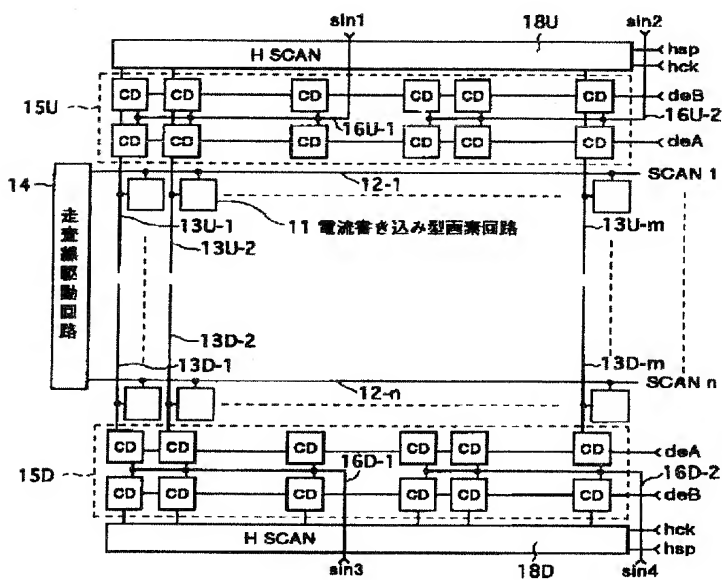 sin1 18U sin2
H SCAN hsp
hck
15U CD CD CD CD CD CD deB
16U-1 16U-2
CD CD CD CD CD CD deA
14 SCAN 1
12-1
13U-1 11 電流書き込み型画素回路 13U-m
13U-2
走査線駆動回路
13D-2
13D-1 13D-m
SCAN n
12-n
CD CD CD CD CD CD deA
15D 16D-1 16D-2
CD CD CD CD CD CD deB
hck
H SCAN hsp
sin3 18D sin4